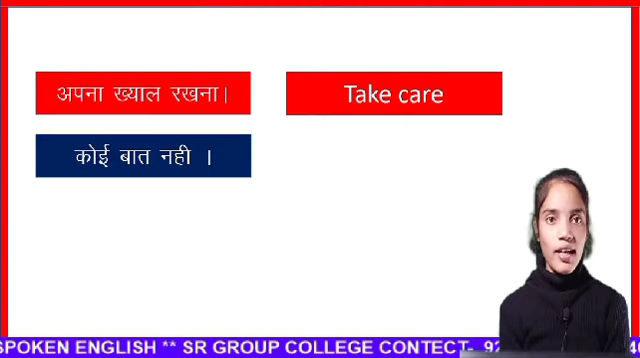 अपना ख्याल रखना।
Take care
कोई बात नही ।
SPOKEN ENGLISH ** SR GROUP COLLEGE CONTECT- 92